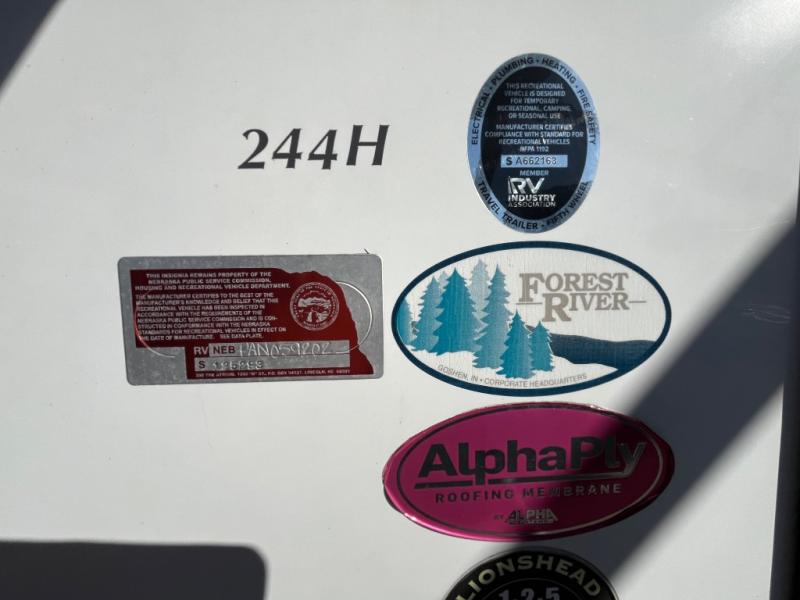 244H
ELECTRICAL • PLUMBING • HEATING • FIRE SAFETY
THIS RECREATIONAL
VEHICLE IS DESIGNED
FOR TEMPORARY
RECREATIONAL, CAMPING,
OR SEASONAL USE
MANUFACTURER CERTIFIES
COMPLIANCE WITH STANDARD FOR
RECREATIONAL VEHICLES
NFPA 1192
S A662163
MEMBER
RV
INDUSTRY
ASSOCIATION
TRAVEL TRAILER • FIFTH WHEEL
THIS INSIGNIA REMAINS PROPERTY OF THE
NEBRASKA PUBLIC SERVICE COMMISSION,
HOUSING AND RECREATIONAL VEHICLE DEPARTMENT.
THE MANUFACTURER CERTIFIES TO THE BEST OF THE
MANUFACTURER'S KNOWLEDGE AND BELIEF THAT THIS
RECREATIONAL VEHICLE HAS BEEN INSPECTED IN
ACCORDANCE WITH THE REQUIREMENTS OF THE
NEBRASKA PUBLIC SERVICE COMMISSION AND IS CON-
STRUCTED IN CONFORMANCE WITH THE NEBRASKA
STANDARDS FOR RECREATIONAL VEHICLES IN EFFECT ON
THE DATE OF MANUFACTURE. SEE DATA PLATE.
RV NEB
S
FOREST
RIVER
GOSHEN, IN • CORPORATE HEADQUARTERS
AlphaPly
ROOFING MEMBRANE
BY ALPHA
SYSTEMS
LIONSHEAD
1-2-5